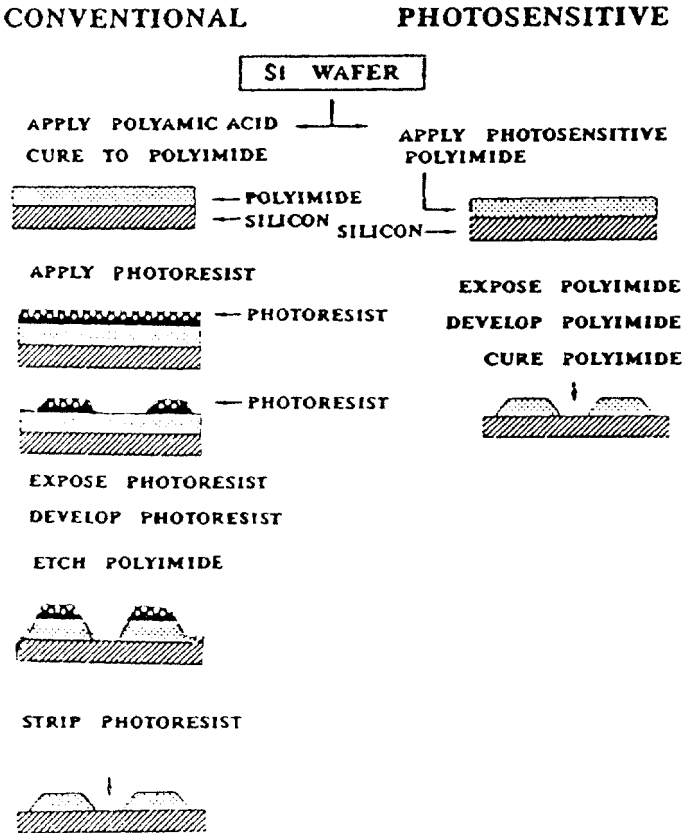 CONVENTIONAL PHOTOSENSITIVE
Si WAFER
APPLY POLYAMIC ACID
CURE TO POLYIMIDE
APPLY PHOTOSENSITIVE
POLYIMIDE
POLYIMIDE
SILICON
SILICON
APPLY PHOTORESIST
PHOTORESIST
PHOTORESIST
EXPOSE PHOTORESIST
DEVELOP PHOTORESIST
ETCH POLYIMIDE
STRIP PHOTORESIST
EXPOSE POLYIMIDE
DEVELOP POLYIMIDE
CURE POLYIMIDE